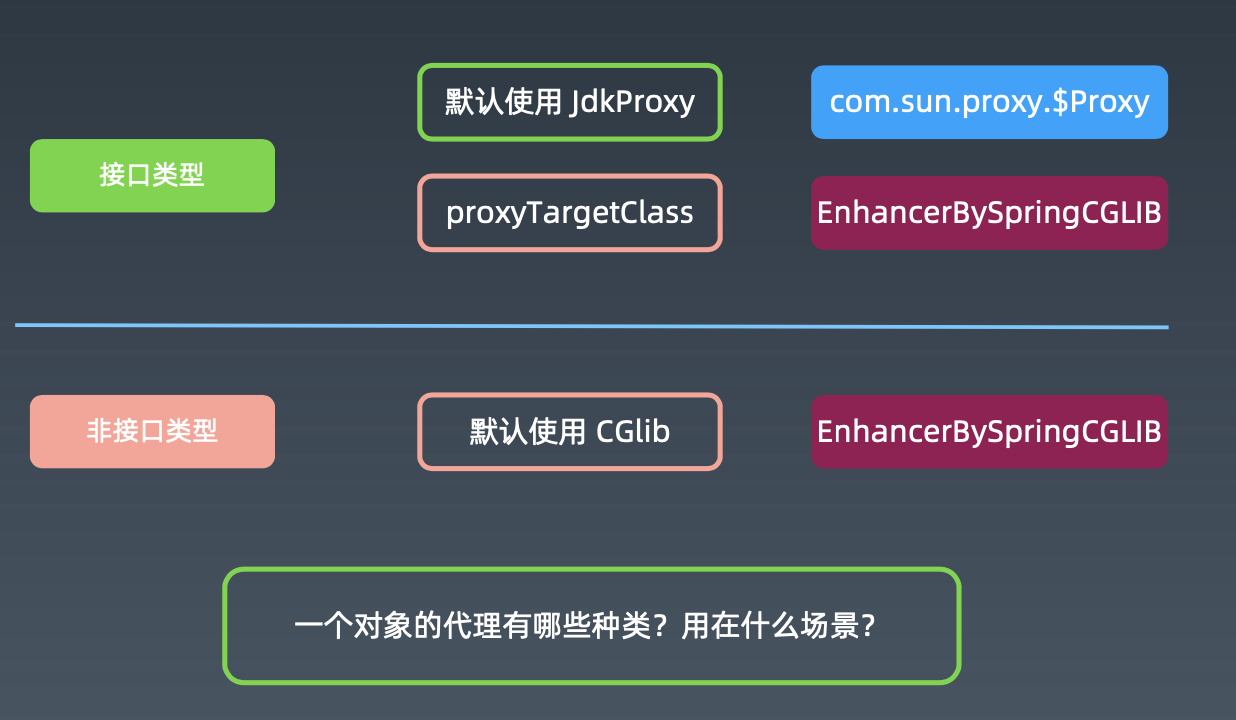 默认使用 JdkProxy
com.sun.proxy.$Proxy
接口类型
proxyTargetClass
EnhancerBySpringCGLIB
非接口类型
默认使用 CGlib
EnhancerBySpringCGLIB
一个对象的代理有哪些种类？用在什么场景？